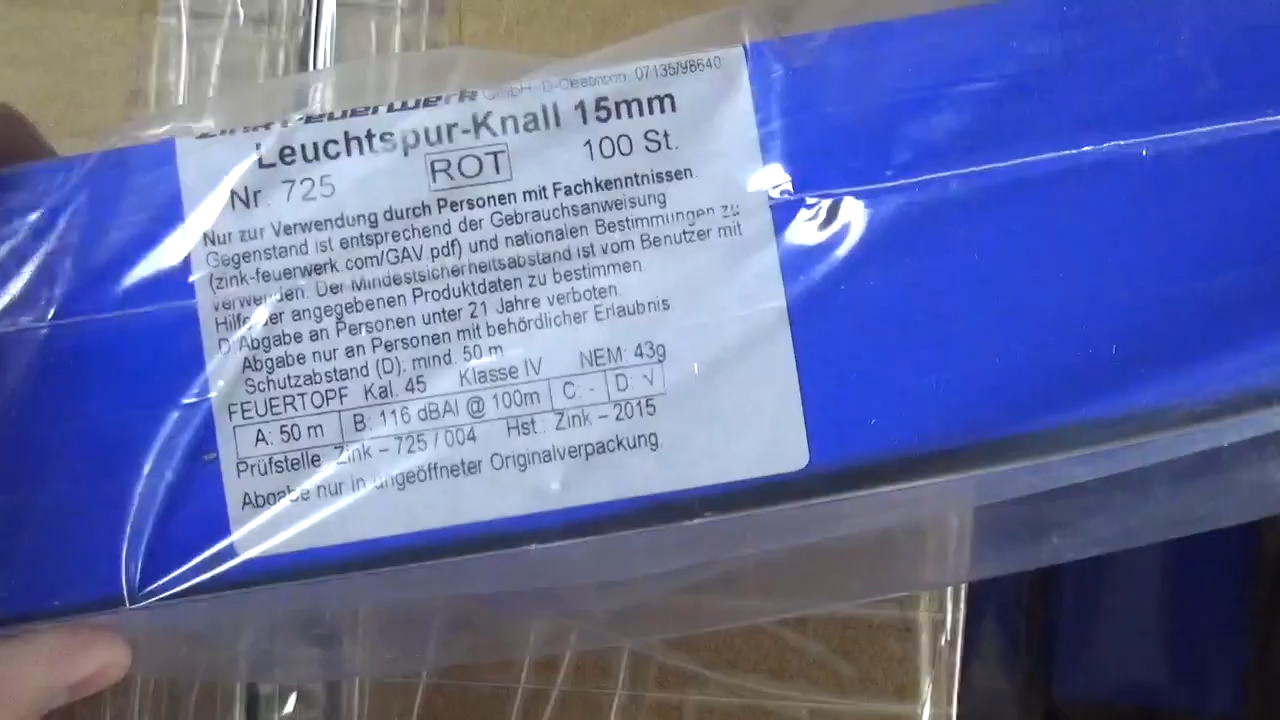 Zink Feuerwerk GmbH D-Cleebronn 07135/98640
Leuchtspur-Knall 15mm
Nr. 725 ROT 100 St.
Nur zur Verwendung durch Personen mit Fachkenntnissen.
Gegenstand ist entsprechend der Gebrauchsanweisung
(zink-feuerwerk.com/GAV.pdf) und nationalen Bestimmungen zu
verwenden. Der Mindestsicherheitsabstand ist vom Benutzer mit
Hilfe der angegebenen Produktdaten zu bestimmen.
D: Abgabe an Personen unter 21 Jahre verboten.
Abgabe nur an Personen mit behördlicher Erlaubnis.
Schutzabstand (D): mind. 50 m
FEUERTOPF Kal. 45 Klasse IV NEM: 43g
A: 50 m B: 116 dBAI @ 100m C: - D: √
Prüfstelle Zink – 725 / 004 Hst.: Zink – 2015
Abgabe nur in ungeöffneter Originalverpackung.